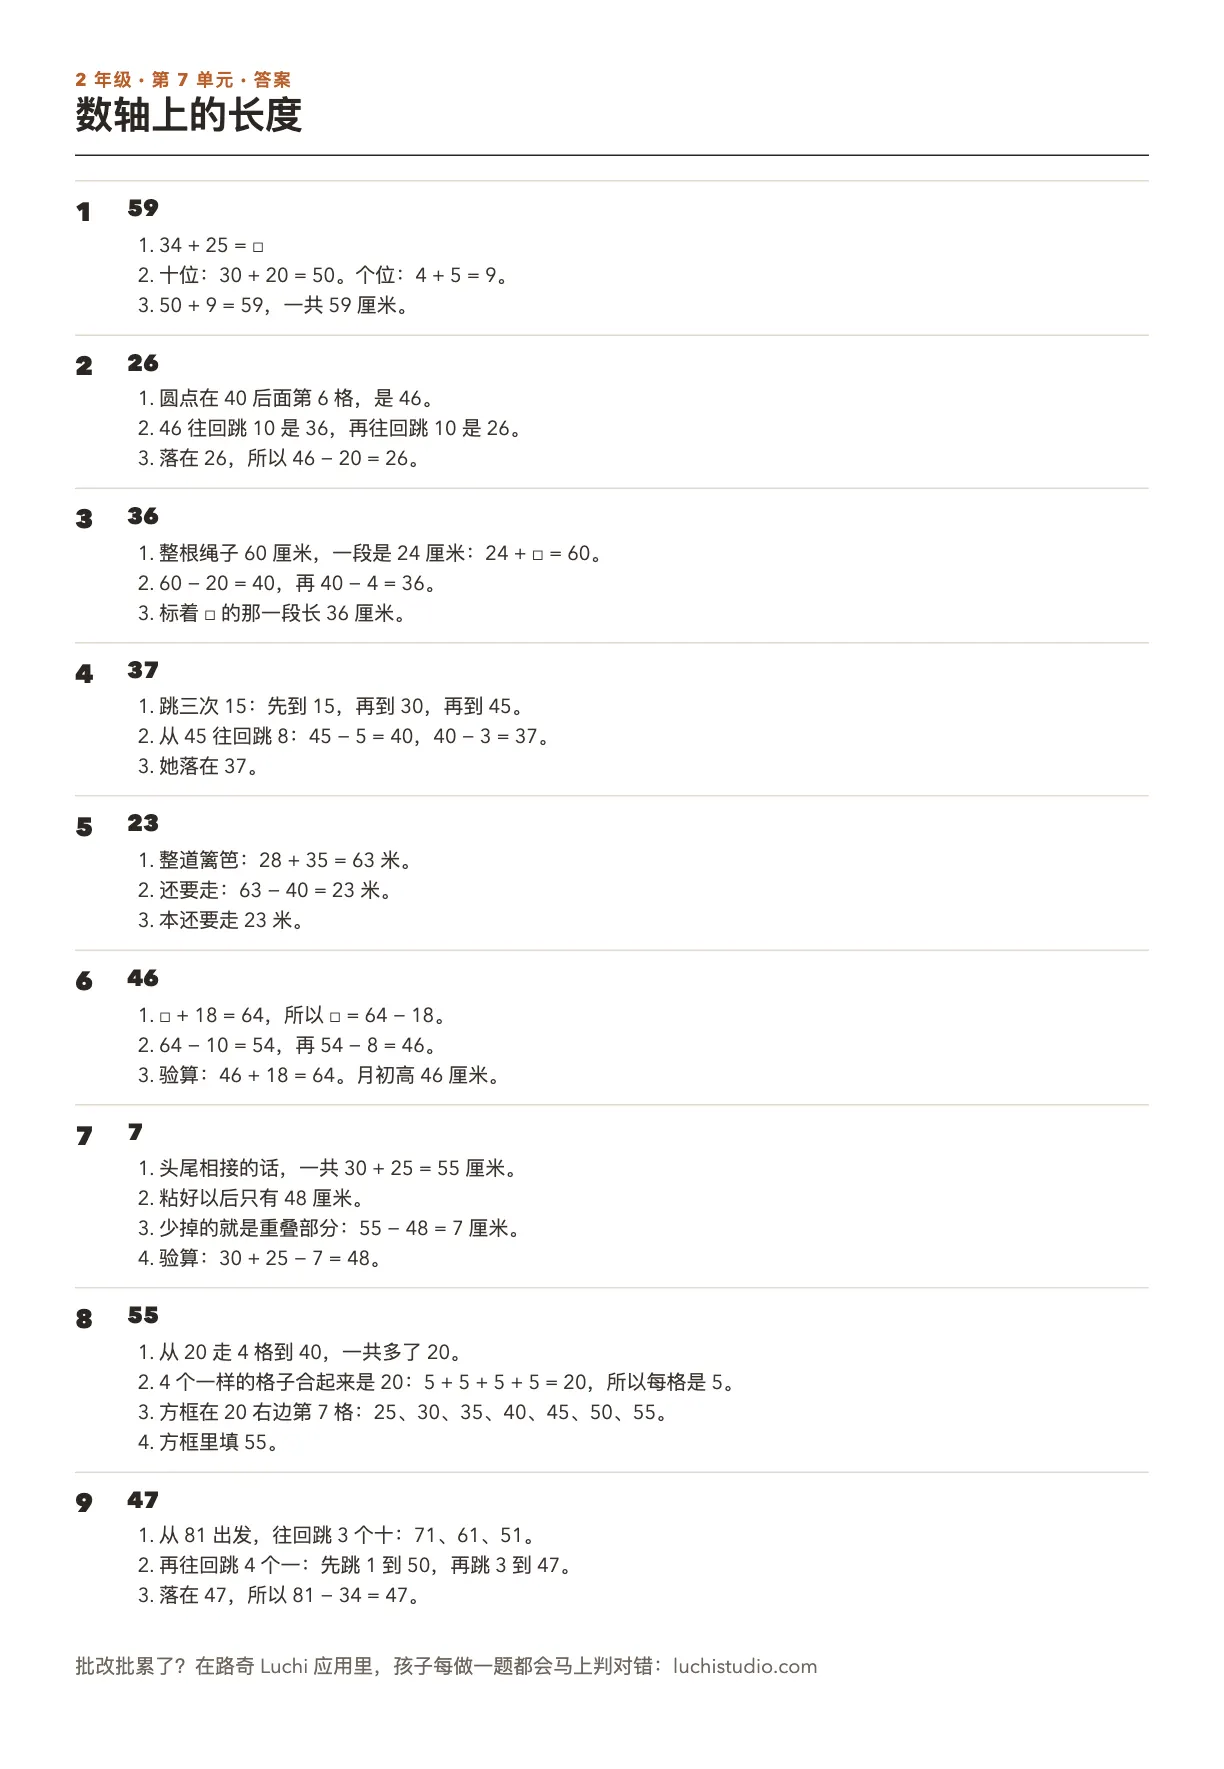 2 年级 · 第 7 单元 · 答案
数轴上的长度
1 59
1. 34 + 25 = □
2. 十位：30 + 20 = 50。个位：4 + 5 = 9。
3. 50 + 9 = 59，一共 59 厘米。
2 26
1. 圆点在 40 后面第 6 格，是 46。
2. 46 往回跳 10 是 36，再往回跳 10 是 26。
3. 落在 26，所以 46 − 20 = 26。
3 36
1. 整根绳子 60 厘米，一段是 24 厘米：24 + □ = 60。
2. 60 − 20 = 40，再 40 − 4 = 36。
3. 标着 □ 的那一段长 36 厘米。
4 37
1. 跳三次 15：先到 15，再到 30，再到 45。
2. 从 45 往回跳 8：45 − 5 = 40，40 − 3 = 37。
3. 她落在 37。
5 23
1. 整道篱笆：28 + 35 = 63 米。
2. 还要走：63 − 40 = 23 米。
3. 本还要走 23 米。
6 46
1. □ + 18 = 64，所以 □ = 64 − 18。
2. 64 − 10 = 54，再 54 − 8 = 46。
3. 验算：46 + 18 = 64。月初高 46 厘米。
7 7
1. 头尾相接的话，一共 30 + 25 = 55 厘米。
2. 粘好以后只有 48 厘米。
3. 少掉的就是重叠部分：55 − 48 = 7 厘米。
4. 验算：30 + 25 − 7 = 48。
8 55
1. 从 20 走 4 格到 40，一共多了 20。
2. 4 个一样的格子合起来是 20：5 + 5 + 5 + 5 = 20，所以每格是 5。
3. 方框在 20 右边第 7 格：25、30、35、40、45、50、55。
4. 方框里填 55。
9 47
1. 从 81 出发，往回跳 3 个十：71、61、51。
2. 再往回跳 4 个一：先跳 1 到 50，再跳 3 到 47。
3. 落在 47，所以 81 − 34 = 47。
批改批累了？在路奇 Luchi 应用里，孩子每做一题都会马上判对错：luchistudio.com